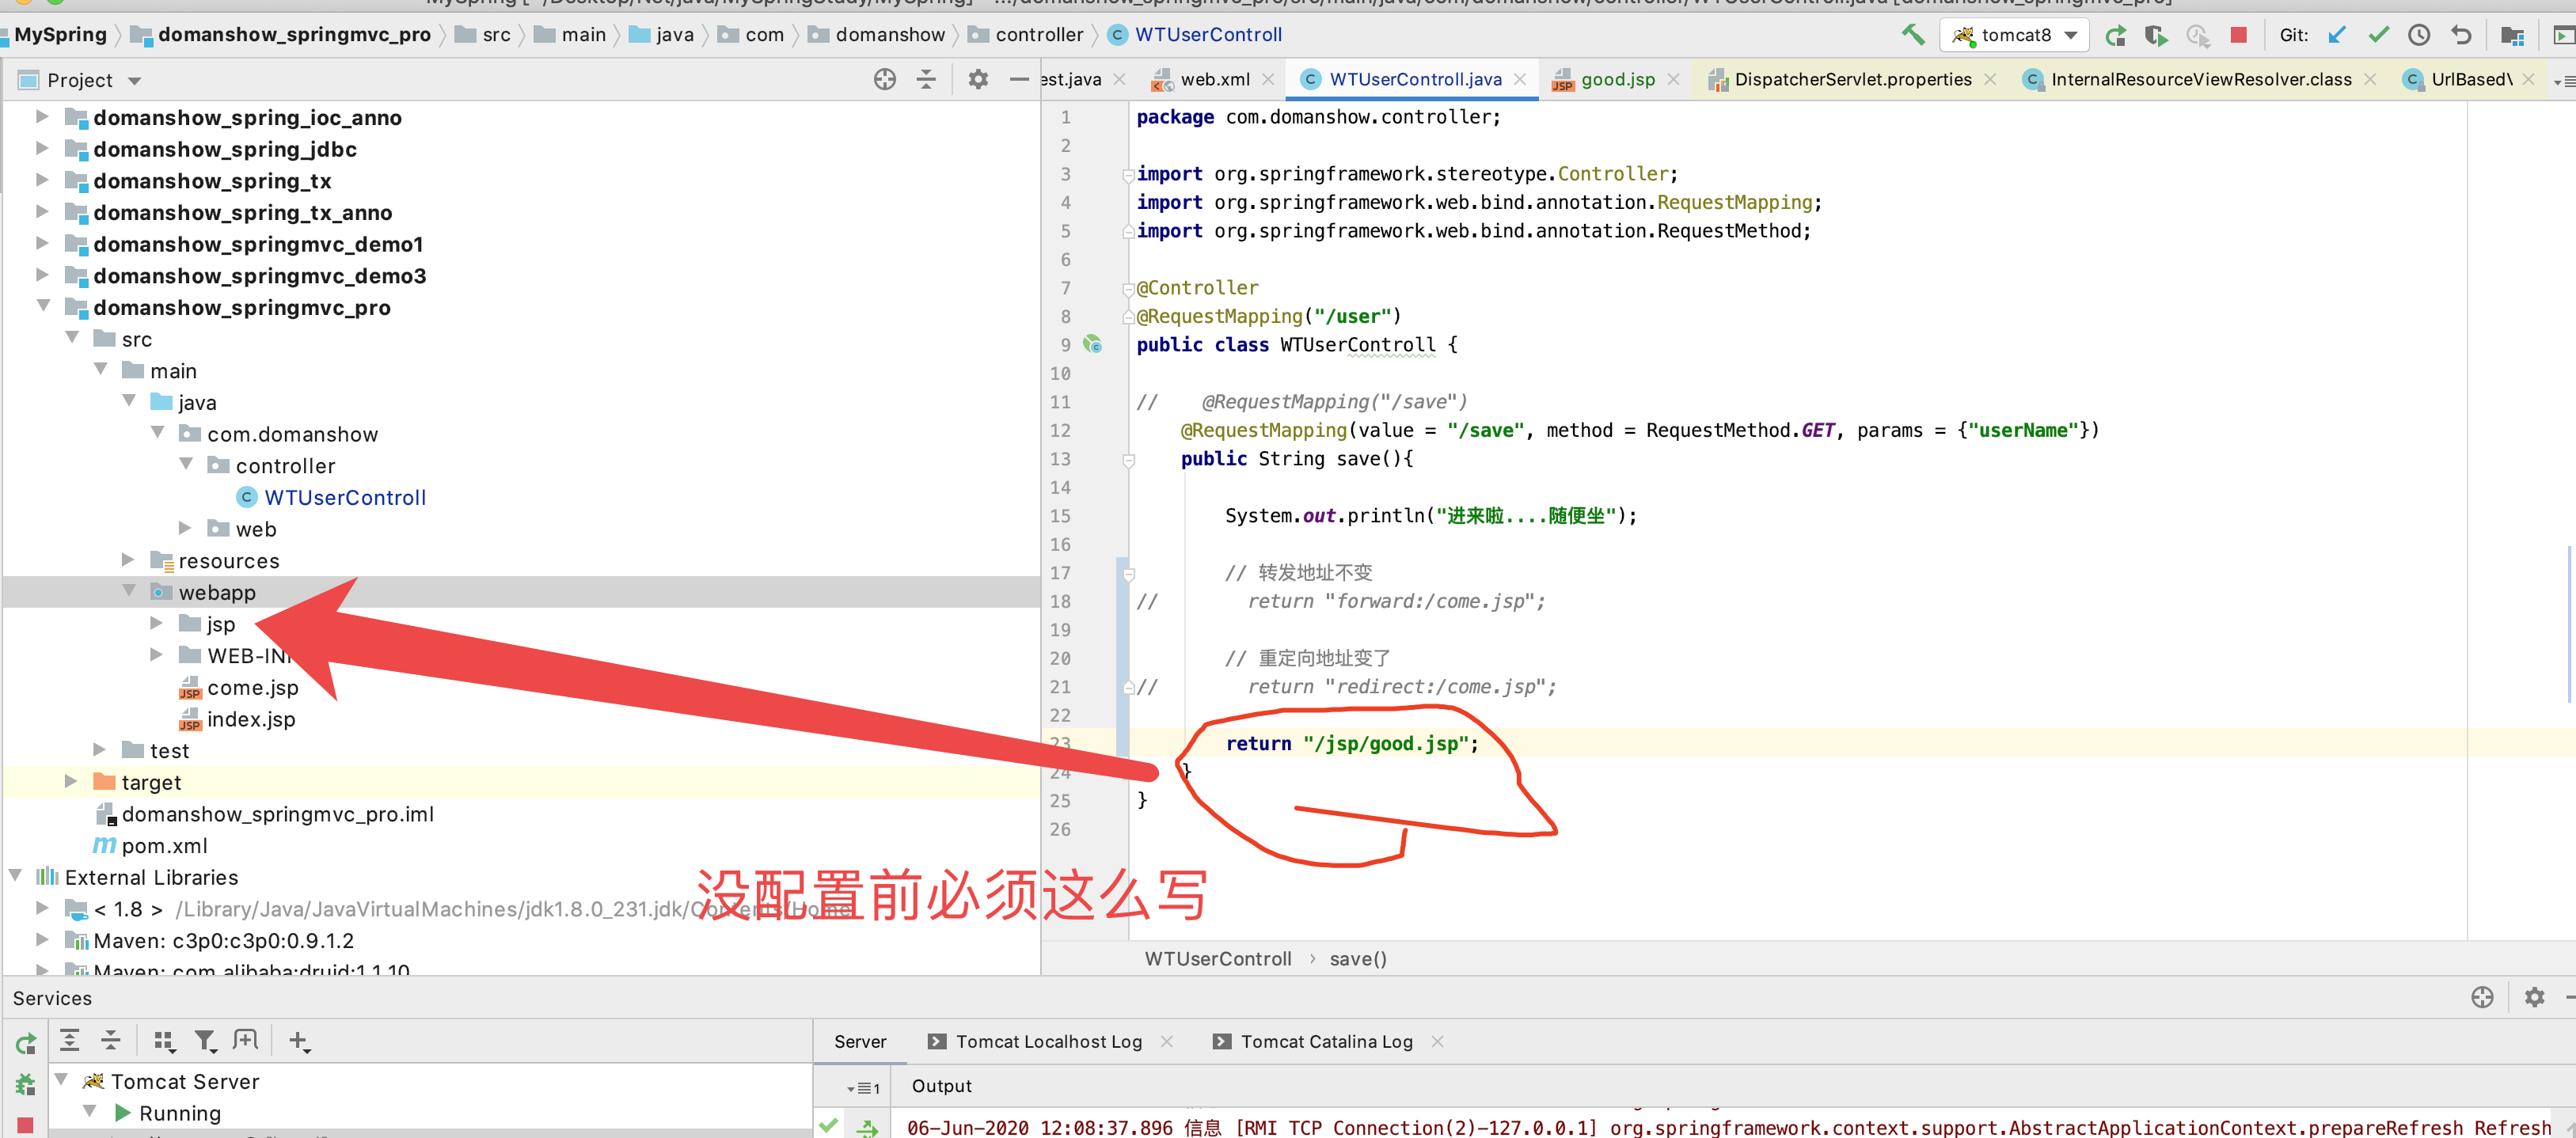 MySpring domanshow_springmvc_pro src main java com domanshow controller WTUserControll
tomcat8
Git:
Project
est.java web.xml WTUserControll.java good.jsp DispatcherServlet.properties InternalResourceViewResolver.class UrlBasedV
domanshow_spring_ioc_anno
domanshow_spring_jdbc
domanshow_spring_tx
domanshow_spring_tx_anno
domanshow_springmvc_demo1
domanshow_springmvc_demo3
domanshow_springmvc_pro
src
main
java
com.domanshow
controller
WTUserControll
web
resources
webapp
jsp
WEB-IN
come.jsp
index.jsp
test
target
domanshow_springmvc_pro.iml
pom.xml
External Libraries
< 1.8 > /Library/Java/JavaVirtualMachines/jdk1.8.0_231.jdk/Contents/Home
Maven: c3p0:c3p0:0.9.1.2
Maven: com.alibaba:druid:1.1.10
1 package com.domanshow.controller;
2
3 import org.springframework.stereotype.Controller;
4 import org.springframework.web.bind.annotation.RequestMapping;
5 import org.springframework.web.bind.annotation.RequestMethod;
6
7 @Controller
8 @RequestMapping("/user")
9 public class WTUserControll {
10
11 // @RequestMapping("/save")
12 @RequestMapping(value = "/save", method = RequestMethod.GET, params = {"userName"})
13 public String save(){
14
15 System.out.println("进来啦....随便坐");
16
17 // 转发地址不变
18 // return "forward:/come.jsp";
19
20 // 重定向地址变了
21 // return "redirect:/come.jsp";
22
23 return "/jsp/good.jsp";
24 }
25 }
26
没配置前必须这么写
WTUserControll › save()
Services
Server Tomcat Localhost Log Tomcat Catalina Log
Tomcat Server
Running
1 Output
06-Jun-2020 12:08:37.896 信息 [RMI TCP Connection(2)-127.0.0.1] org.springframework.context.support.AbstractApplicationContext.prepareRefresh Refresh